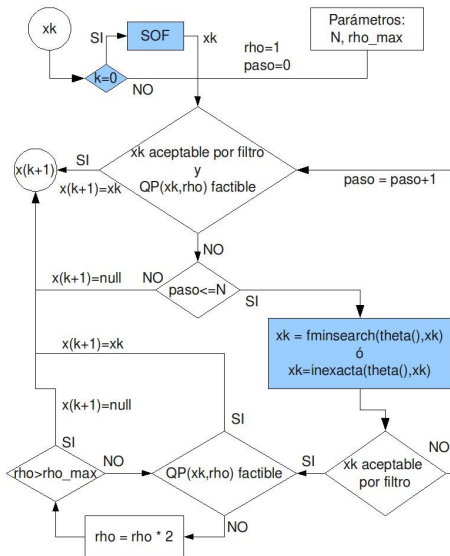 xk
SI
SOF
xk
Parámetros:
N, rho_max
rho=1
paso=0
k=0
NO
xk aceptable por filtro
y
QP(xk,rho) factible
SI
x(k+1)
x(k+1)=xk
paso = paso+1
NO
x(k+1)=null
NO
paso<=N
SI
xk = fminsearch(theta(),xk)
ó
xk=inexacta(theta(),xk)
x(k+1)=xk
x(k+1)=null
SI
SI
rho>rho_max
NO
QP(xk,rho) factible
SI
xk aceptable
por filtro
NO
NO
rho = rho * 2